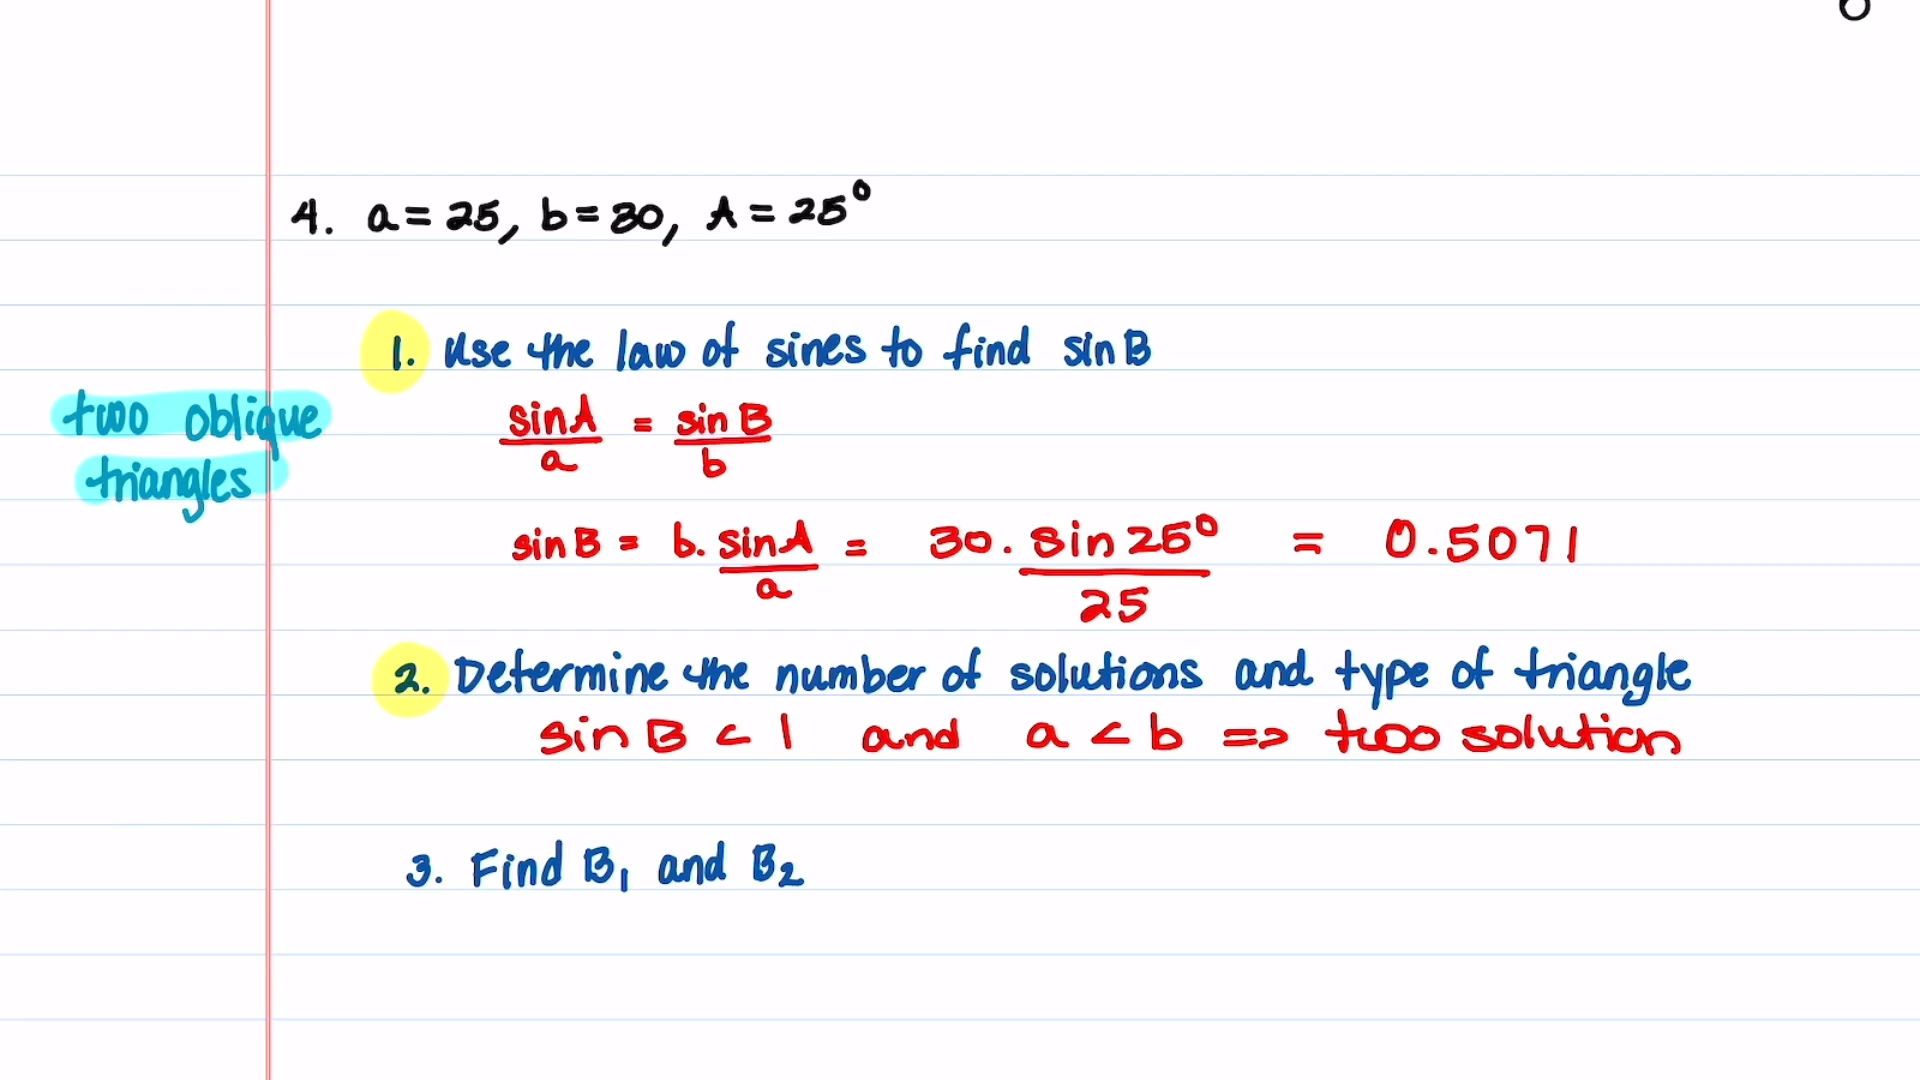 4. a = 25, b = 30, A = 25°
1. Use the law of sines to find sin B
two oblique
triangles
sinA/a = sin B/b
sin B = b. sinA/a = 30. sin 25°/25 = 0.5071
2. Determine the number of solutions and type of triangle
sin B < 1 and a < b => two solution
3. Find B₁ and B₂